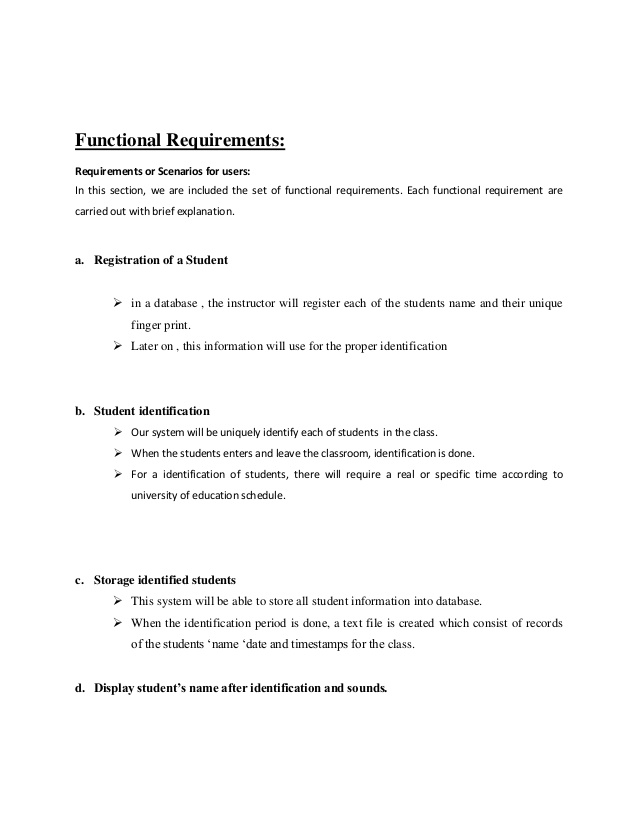 Functional Requirements:
Requirements or Scenarios for users:
In this section, we are included the set of functional requirements. Each functional requirement are
carried out with brief explanation.
a. Registration of a Student
➢ in a database , the instructor will register each of the students name and their unique
finger print.
➢ Later on , this information will use for the proper identification
b. Student identification
➢ Our system will be uniquely identify each of students in the class.
➢ When the students enters and leave the classroom, identification is done.
➢ For a identification of students, there will require a real or specific time according to
university of education schedule.
c. Storage identified students
➢ This system will be able to store all student information into database.
➢ When the identification period is done, a text file is created which consist of records
of the students ‘name ‘date and timestamps for the class.
d. Display student’s name after identification and sounds.